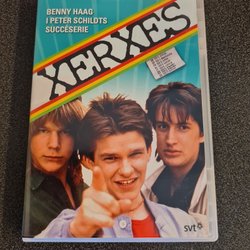 BENNY HAAG
I PETER SCHILDTS
SUCCÉSERIE
XERXES
svt